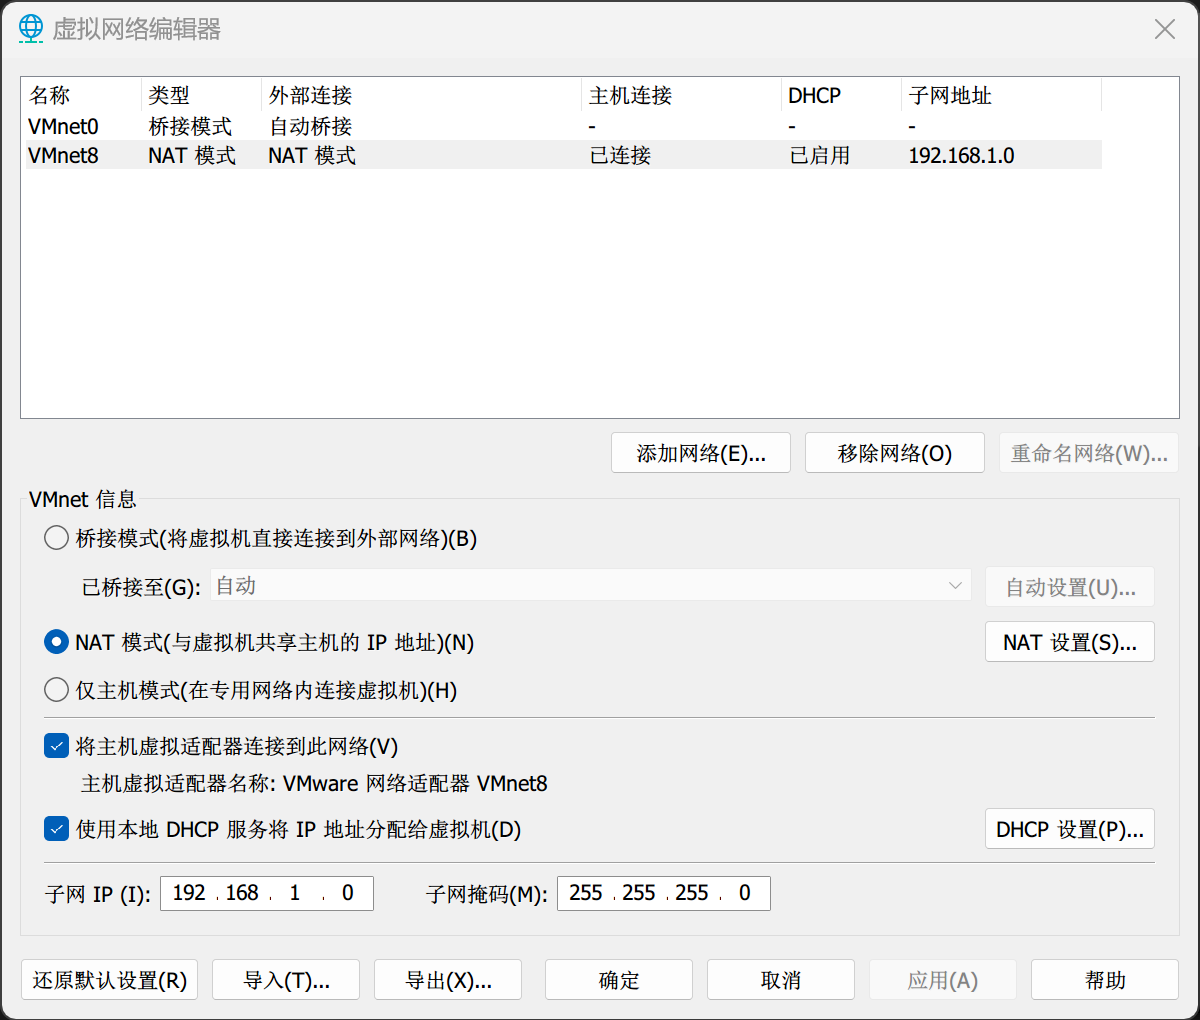 虚拟网络编辑器
名称 类型 外部连接 主机连接 DHCP 子网地址
VMnet0 桥接模式 自动桥接 - - -
VMnet8 NAT 模式 NAT 模式 已连接 已启用 192.168.1.0
添加网络(E)... 移除网络(O) 重命名网络(W)...
VMnet 信息
桥接模式(将虚拟机直接连接到外部网络)(B)
已桥接至(G): 自动 自动设置(U)...
NAT 模式(与虚拟机共享主机的 IP 地址)(N) NAT 设置(S)...
仅主机模式(在专用网络内连接虚拟机)(H)
将主机虚拟适配器连接到此网络(V)
主机虚拟适配器名称: VMware 网络适配器 VMnet8
使用本地 DHCP 服务将 IP 地址分配给虚拟机(D) DHCP 设置(P)...
子网 IP (I): 192 . 168 . 1 . 0 子网掩码(M): 255 . 255 . 255 . 0
还原默认设置(R) 导入(T)... 导出(X)... 确定 取消 应用(A) 帮助